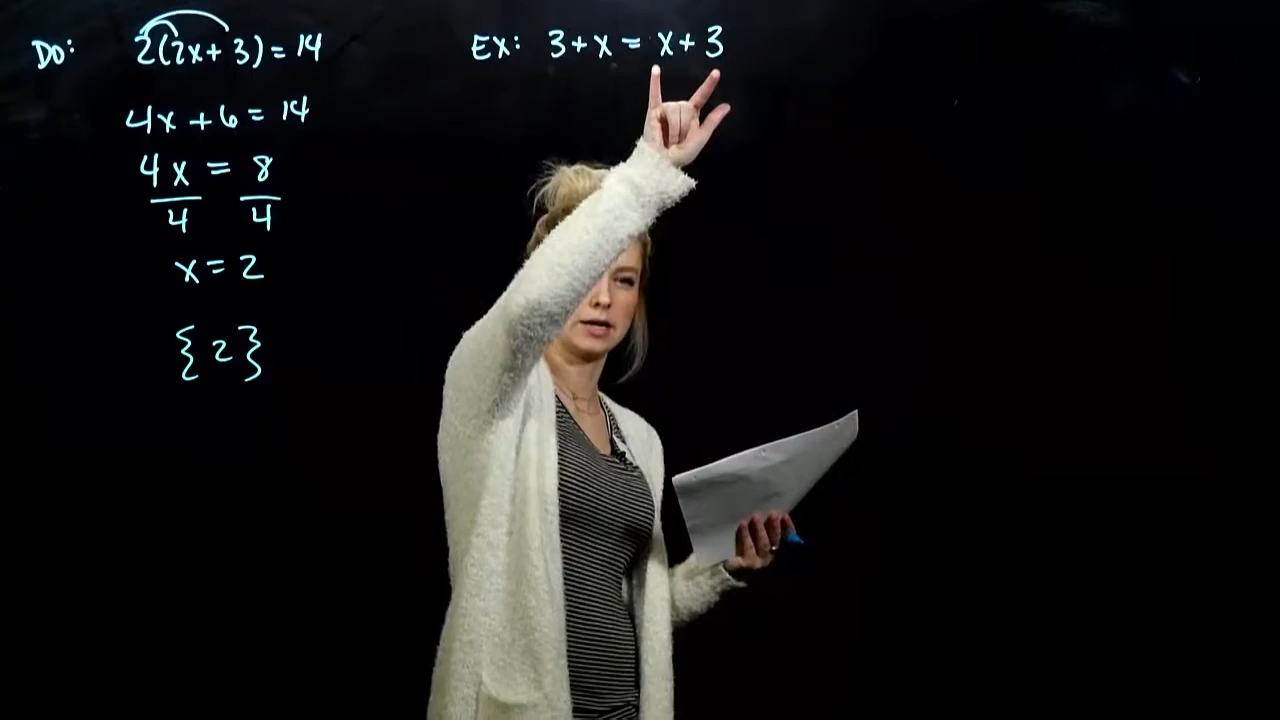 DO: 2(2x+3)=14
4x+6=14
4x = 8
4 4
x=2
{2}
EX: 3+x = x+3